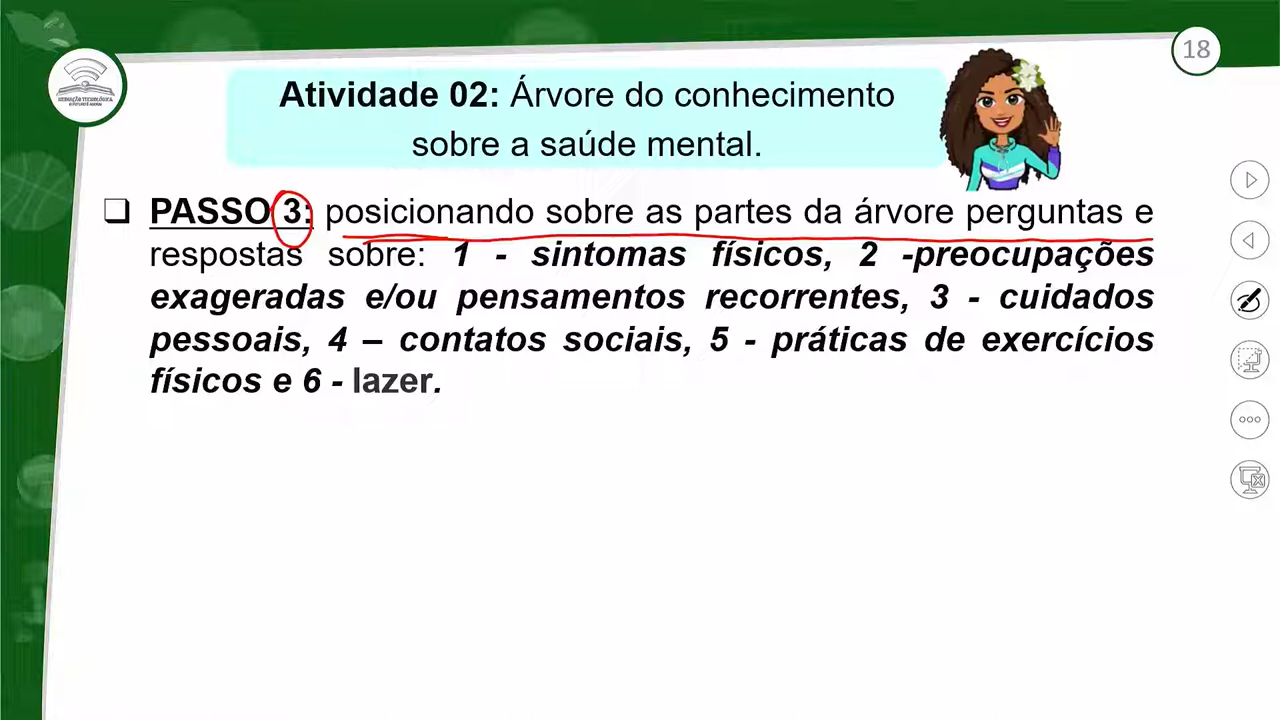 18
Atividade 02: Árvore do conhecimento
sobre a saúde mental.
❑ PASSO 3: posicionando sobre as partes da árvore perguntas e
respostas sobre: 1 - sintomas físicos, 2 -preocupações
exageradas e/ou pensamentos recorrentes, 3 - cuidados
pessoais, 4 – contatos sociais, 5 - práticas de exercícios
físicos e 6 - lazer.